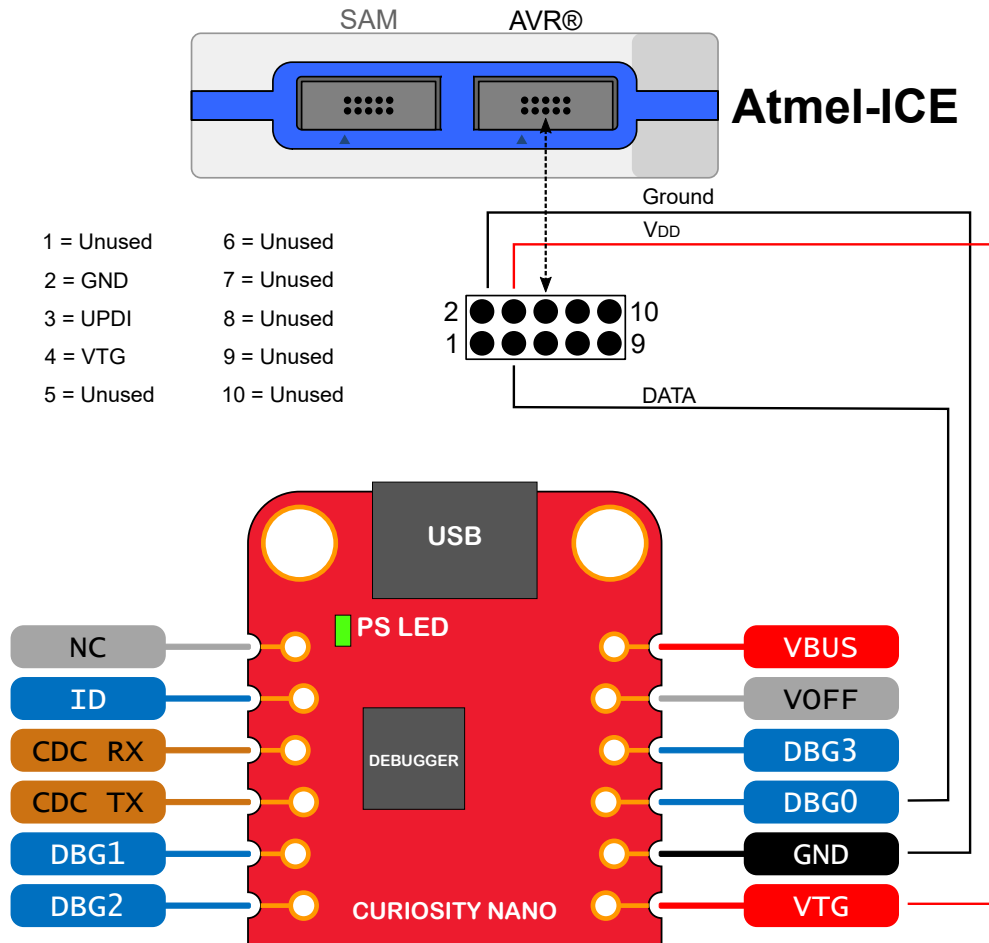 SAM
AVR®
Atmel-ICE
Ground
VDD
1 = Unused
2 = GND
3 = UPDI
4 = VTG
5 = Unused
6 = Unused
7 = Unused
8 = Unused
9 = Unused
10 = Unused
2
10
1
9
DATA
USB
PS LED
DEBUGGER
CURIOSITY NANO
NC
ID
CDC RX
CDC TX
DBG1
DBG2
VBUS
VOFF
DBG3
DBG0
GND
VTG